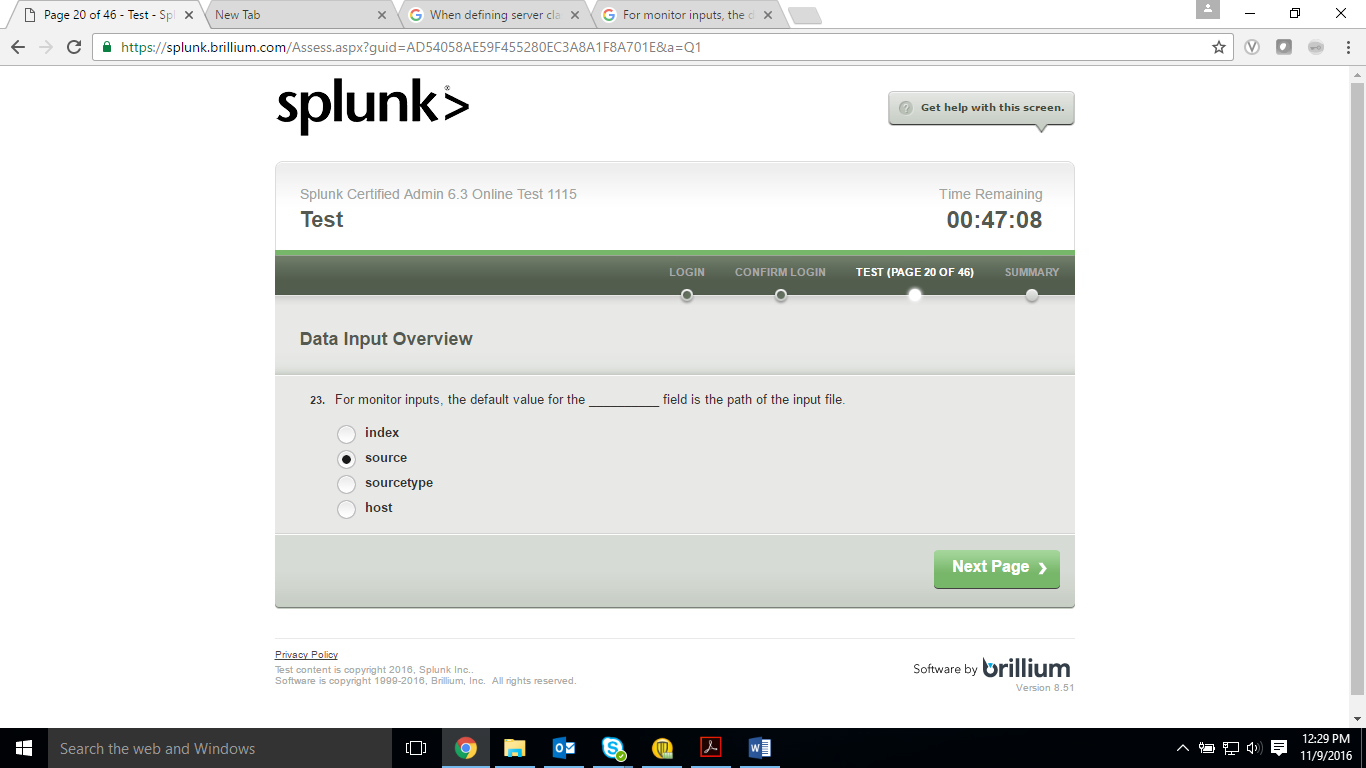 Page 20 of 46 - Test - Spl
New Tab
When defining server cla
For monitor inputs, the d
https://splunk.brillium.com/Assess.aspx?guid=AD54058AE59F455280EC3A8A1F8A701E&a=Q1
splunk>
Get help with this screen.
Splunk Certified Admin 6.3 Online Test 1115
Time Remaining
Test
00:47:08
LOGIN
CONFIRM LOGIN
TEST (PAGE 20 OF 46)
SUMMARY
Data Input Overview
23. For monitor inputs, the default value for the __________ field is the path of the input file.
index
source
sourcetype
host
Next Page
Privacy Policy
Test content is copyright 2016, Splunk Inc..
Software is copyright 1999-2016, Brillium, Inc. All rights reserved.
Software by brillium
Version 8.51
Search the web and Windows
12:29 PM
11/9/2016